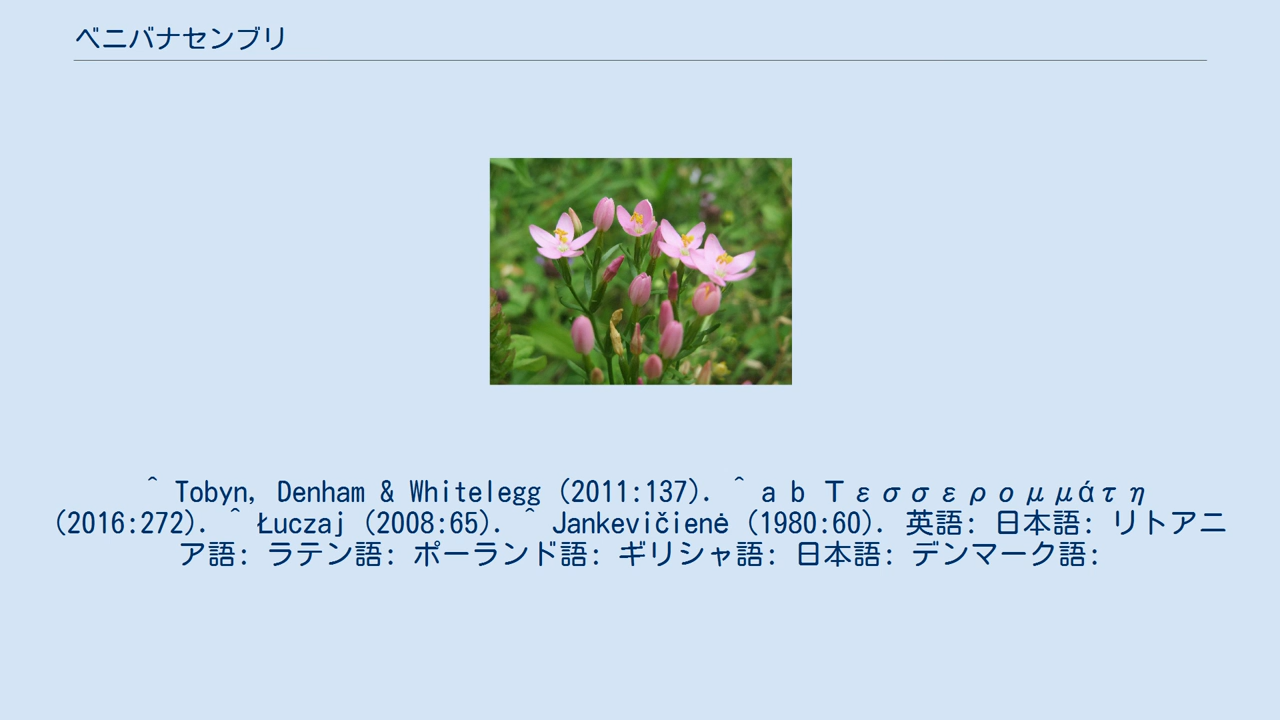 ベニバナセンブリ
^ Tobyn, Denham & Whitelegg (2011:137). ^ a b Τεσσερομμάτη
(2016:272). ^ Łuczaj (2008:65). ^ Jankevičienė (1980:60). 英語: 日本語: リトアニ
ア語: ラテン語: ポーランド語: ギリシャ語: 日本語: デンマーク語: